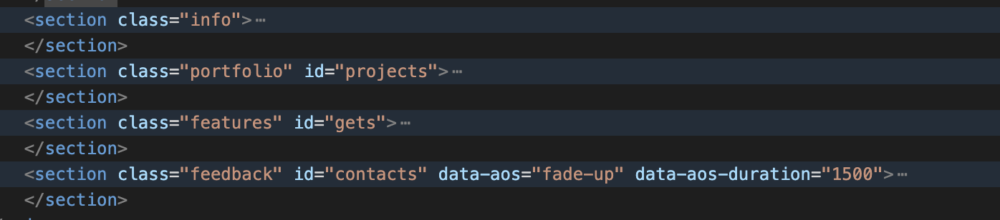 <section class="info">⋯
</section>
<section class="portfolio" id="projects">⋯
</section>
<section class="features" id="gets">⋯
</section>
<section class="feedback" id="contacts" data-aos="fade-up" data-aos-duration="1500">⋯
</section>